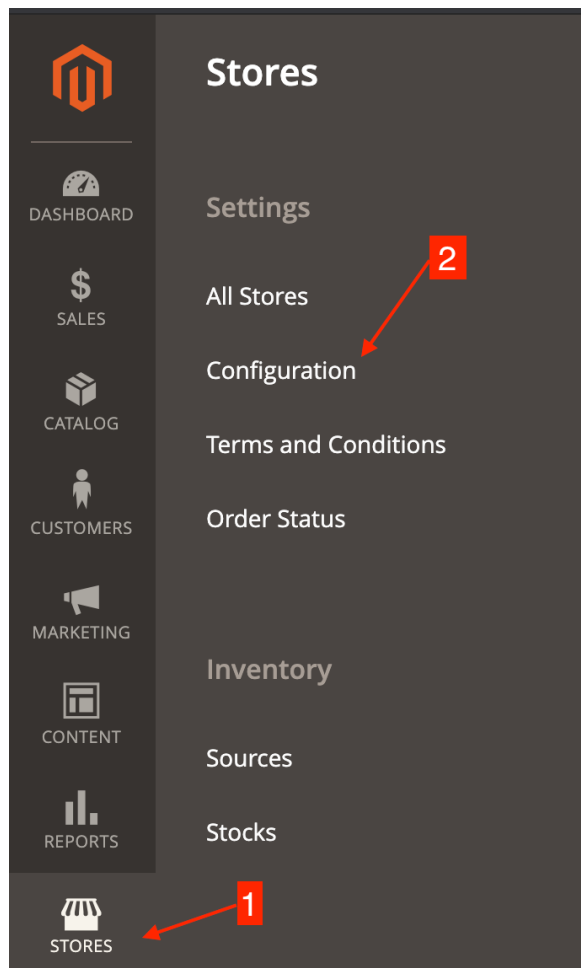 DASHBOARD
SALES
CATALOG
CUSTOMERS
MARKETING
CONTENT
REPORTS
STORES
Stores
Settings
2
All Stores
Configuration
Terms and Conditions
Order Status
Inventory
Sources
Stocks
1